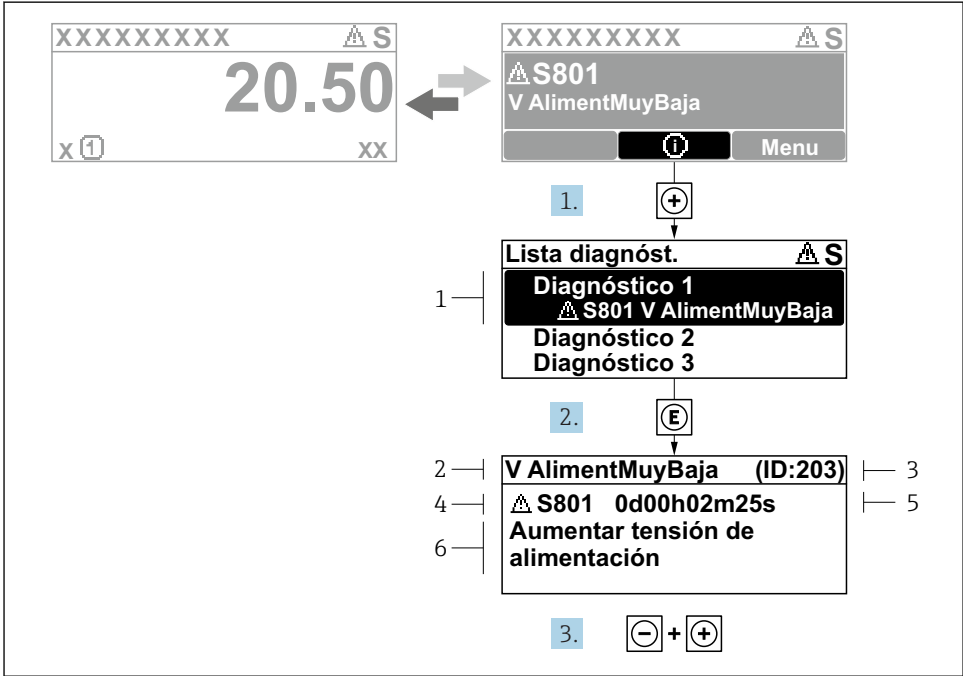 XXXXXXXXX ⚠ S
20.50
x 1 XX
XXXXXXXXX ⚠ S
⚠ S801
V AlimentMuyBaja
i Menu
1. +
Lista diagnóst. ⚠ S
1
Diagnóstico 1
⚠ S801 V AlimentMuyBaja
Diagnóstico 2
Diagnóstico 3
2. E
2 V AlimentMuyBaja (ID:203) 3
4 ⚠ S801 0d00h02m25s 5
6
Aumentar tensión de
alimentación
3. - + +